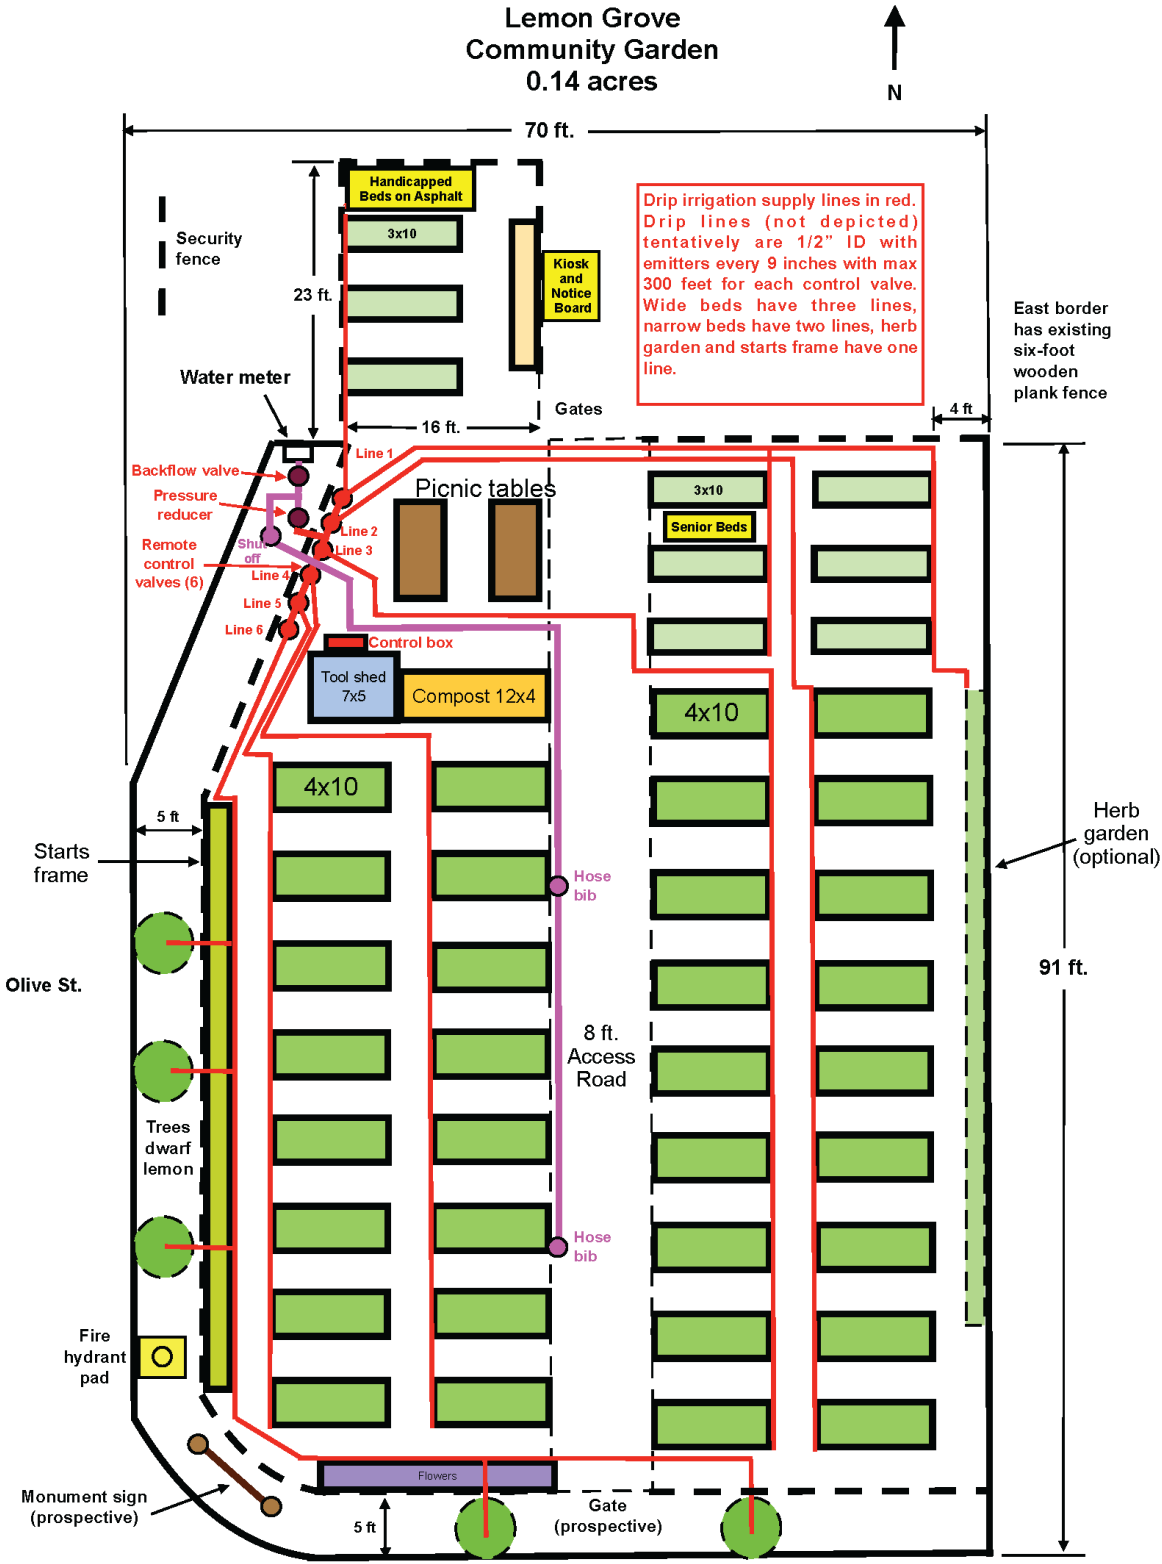 Lemon Grove
Community Garden
0.14 acres
N
70 ft.
Handicapped
Beds on Asphalt
3x10
Security
fence
23 ft.
Kiosk
and
Notice
Board
Drip irrigation supply lines in red.
Drip lines (not depicted)
tentatively are 1/2” ID with
emitters every 9 inches with max
300 feet for each control valve.
Wide beds have three lines,
narrow beds have two lines, herb
garden and starts frame have one
line.
East border
has existing
six-foot
wooden
plank fence
Water meter
4 ft
Gates
16 ft.
Line 1
Backflow valve
Pressure
reducer
Picnic tables
3x10
Senior Beds
Line 2
Shut
off
Line 3
Remote
control
valves (6)
Line 4
Line 5
Line 6
Control box
Tool shed
7x5
Compost 12x4
4x10
4x10
5 ft
Starts
frame
Herb
garden
(optional)
Hose
bib
Olive St.
91 ft.
8 ft.
Access
Road
Trees
dwarf
lemon
Hose
bib
Fire
hydrant
pad
Flowers
Monument sign
(prospective)
5 ft
Gate
(prospective)